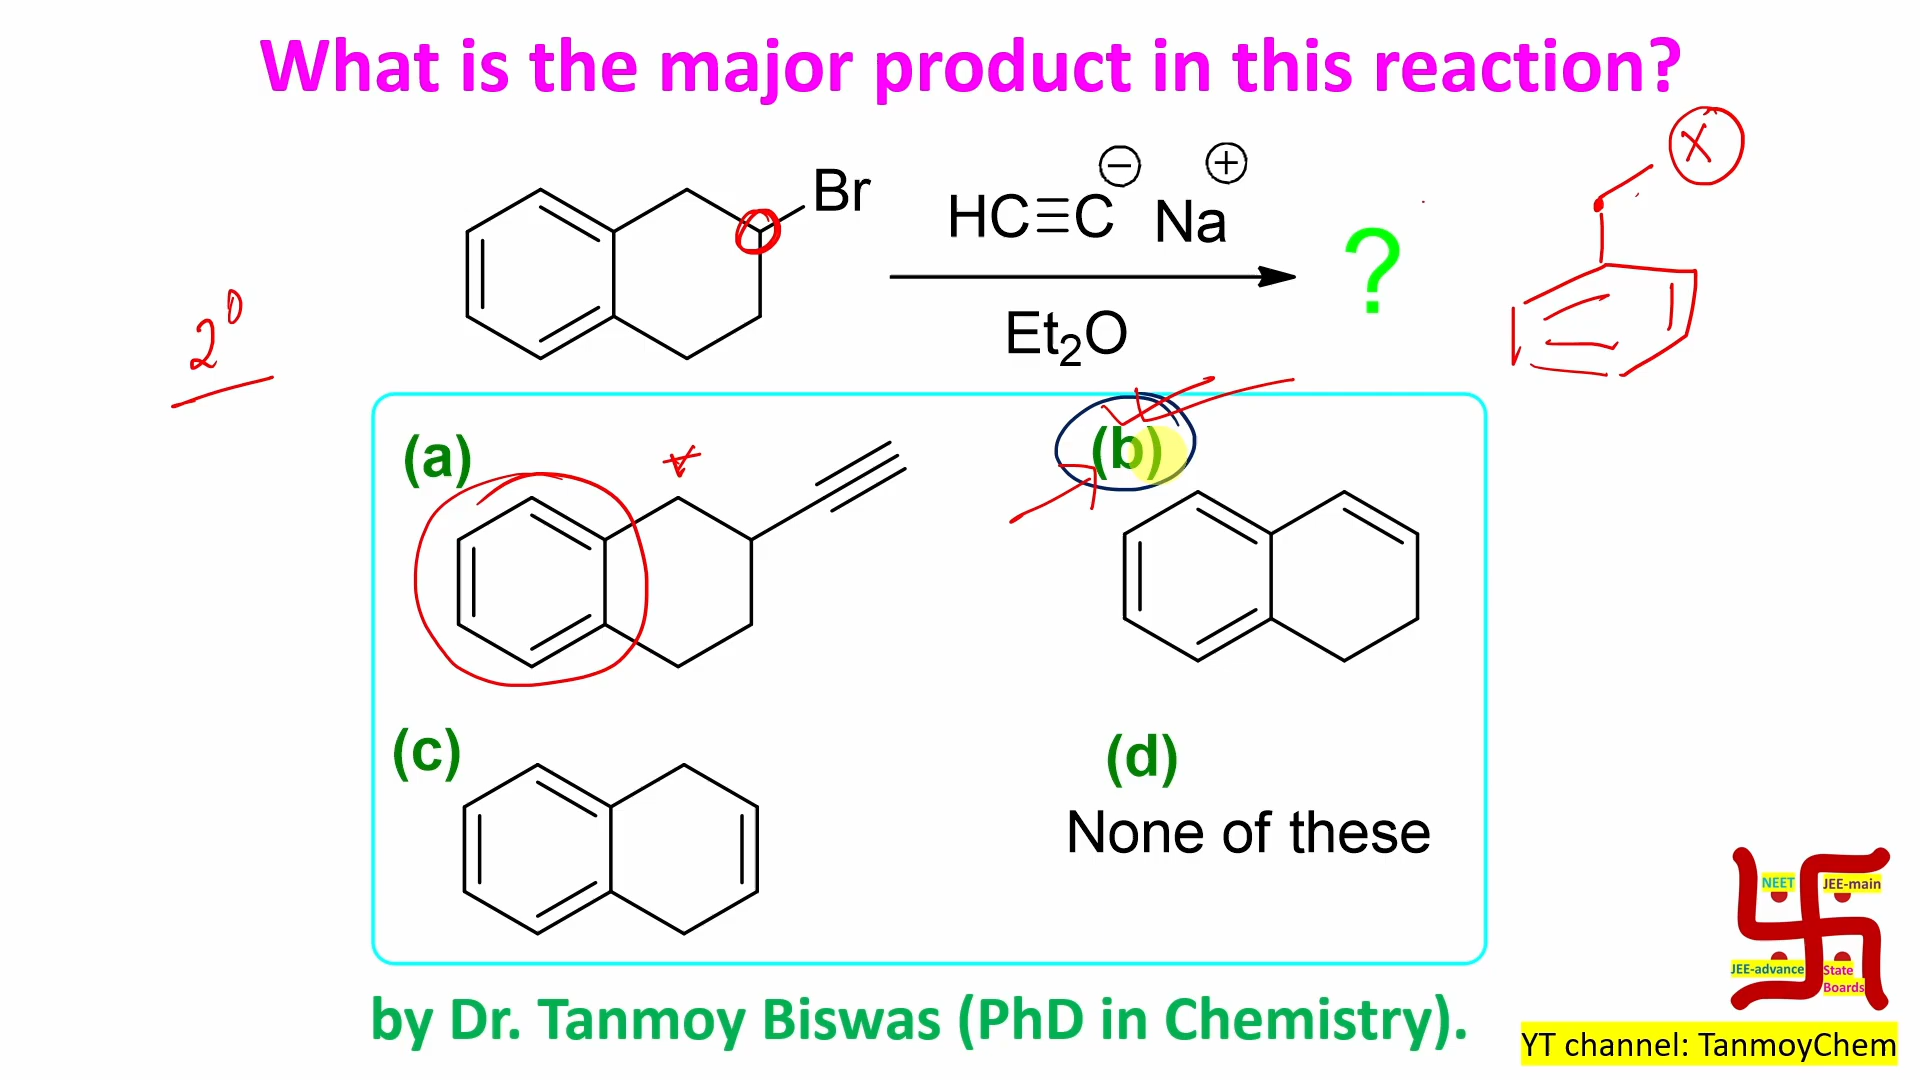 What is the major product in this reaction?
Br
HC≡C⊖ Na⊕
Et₂O
?
X
2⁰
(a)
(b)
(c)
(d)
None of these
NEET
JEE-main
JEE-advance
State
Boards
by Dr. Tanmoy Biswas (PhD in Chemistry).
YT channel: TanmoyChem